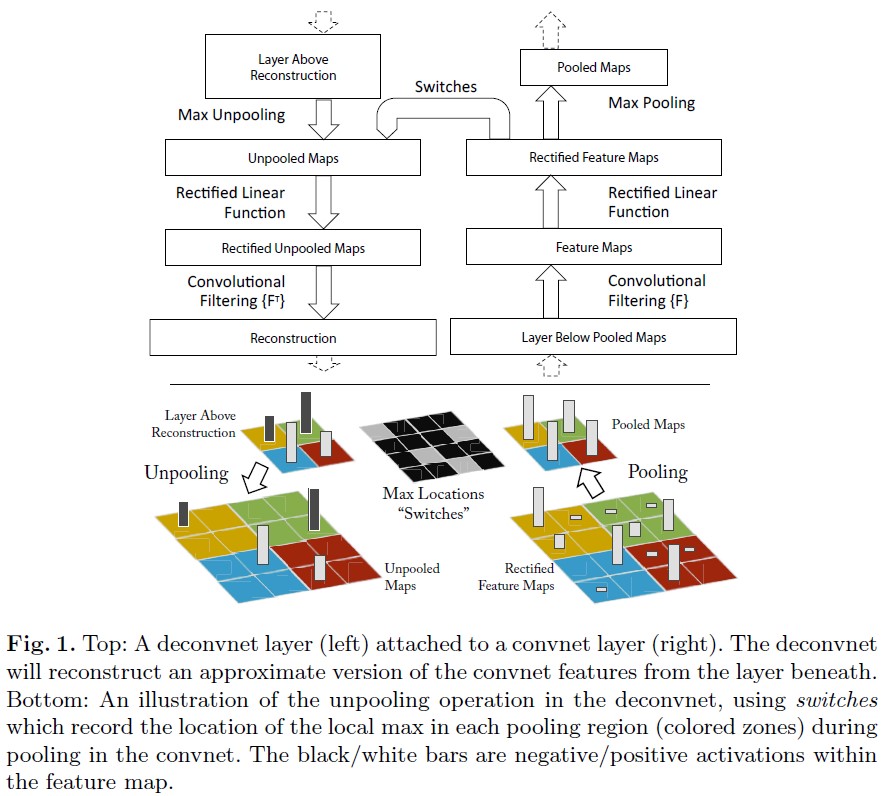 Layer Above
Reconstruction
Pooled Maps
Switches
Max Unpooling
Max Pooling
Unpooled Maps
Rectified Feature Maps
Rectified Linear
Function
Rectified Linear
Function
Rectified Unpooled Maps
Feature Maps
Convolutional
Filtering {Fᵀ}
Convolutional
Filtering {F}
Reconstruction
Layer Below Pooled Maps
Layer Above
Reconstruction
Pooled Maps
Unpooling
Pooling
Max Locations
“Switches”
Unpooled
Maps
Rectified
Feature Maps
Fig. 1. Top: A deconvnet layer (left) attached to a convnet layer (right). The deconvnet
will reconstruct an approximate version of the convnet features from the layer beneath.
Bottom: An illustration of the unpooling operation in the deconvnet, using switches
which record the location of the local max in each pooling region (colored zones) during
pooling in the convnet. The black/white bars are negative/positive activations within
the feature map.